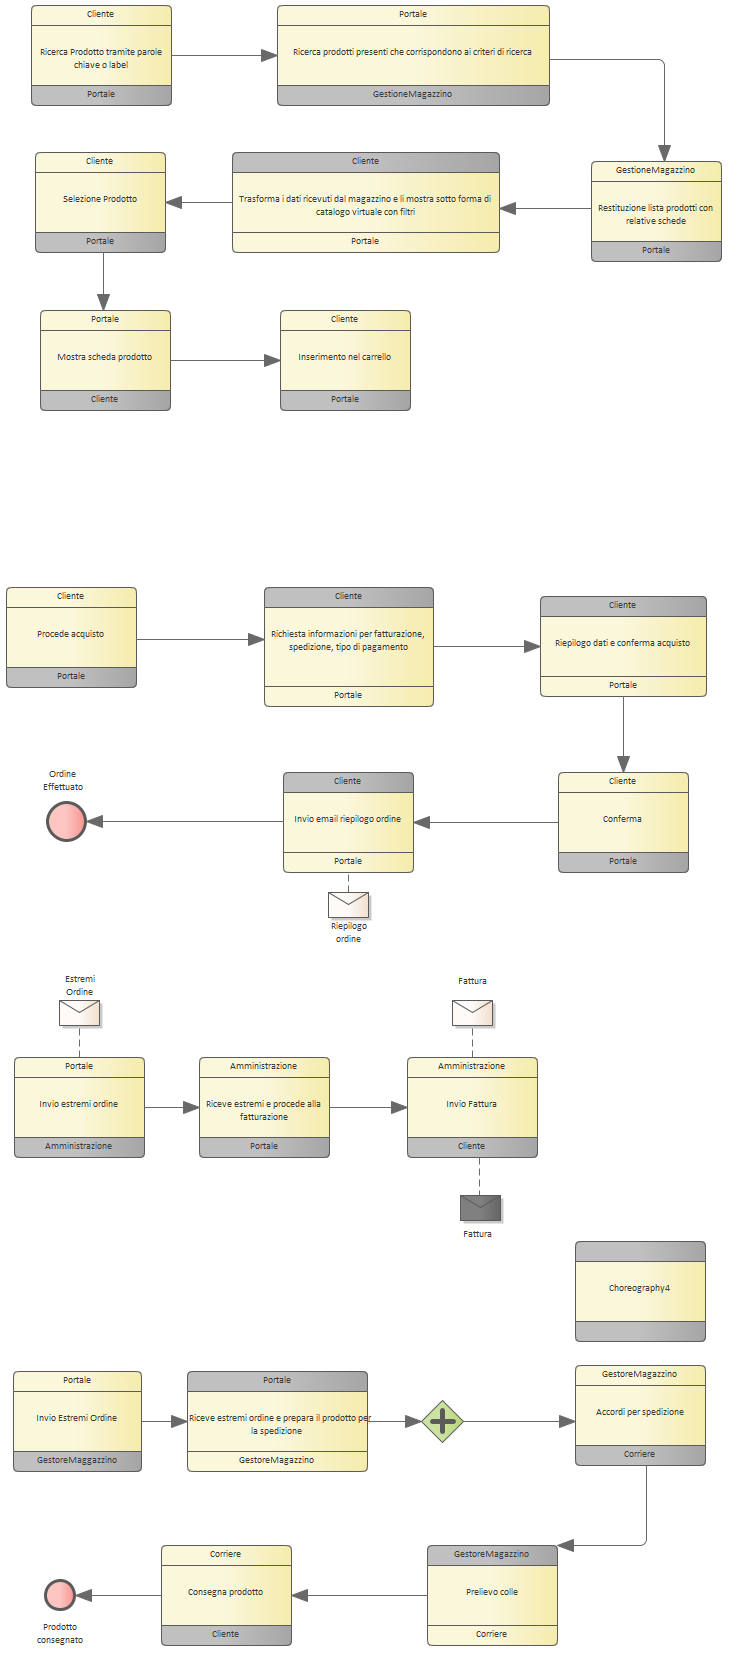 Cliente
Ricerca Prodotto tramite parole
chiave o label
Portale
Portale
Ricerca prodotti presenti che corrispondono ai criteri di ricerca
GestioneMagazzino
GestioneMagazzino
Restituzione lista prodotti con
relative schede
Portale
Cliente
Trasforma i dati ricevuti dal magazzino e li mostra sotto forma di
catalogo virtuale con filtri
Portale
Cliente
Selezione Prodotto
Portale
Portale
Mostra scheda prodotto
Cliente
Cliente
Inserimento nel carrello
Portale
Cliente
Procede acquisto
Portale
Cliente
Richiesta informazioni per fatturazione,
spedizione, tipo di pagamento
Portale
Cliente
Riepilogo dati e conferma acquisto
Portale
Cliente
Conferma
Portale
Cliente
Invio email riepilogo ordine
Portale
Riepilogo
ordine
Ordine
Effettuato
Estremi
Ordine
Portale
Invio estremi ordine
Amministrazione
Amministrazione
Riceve estremi e procede alla
fatturazione
Portale
Fattura
Amministrazione
Invio Fattura
Cliente
Fattura
Choreography4
Portale
Invio Estremi Ordine
GestoreMaggazzino
Portale
Riceve estremi ordine e prepara il prodotto per
la spedizione
GestoreMagazzino
GestoreMagazzino
Accordi per spedizione
Corriere
GestoreMagazzino
Prelievo colle
Corriere
Corriere
Consegna prodotto
Cliente
Prodotto
consegnato